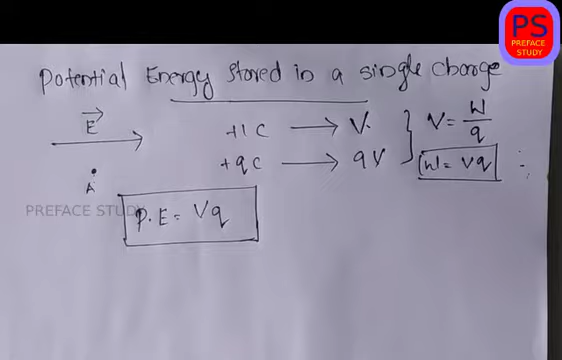 PS
PREFACE
STUDY
Potential Energy stored in a single charge
E
+1 C → V.
V = W/q
+q C → qV
W = Vq
A
PREFACE STUDY
P.E = Vq